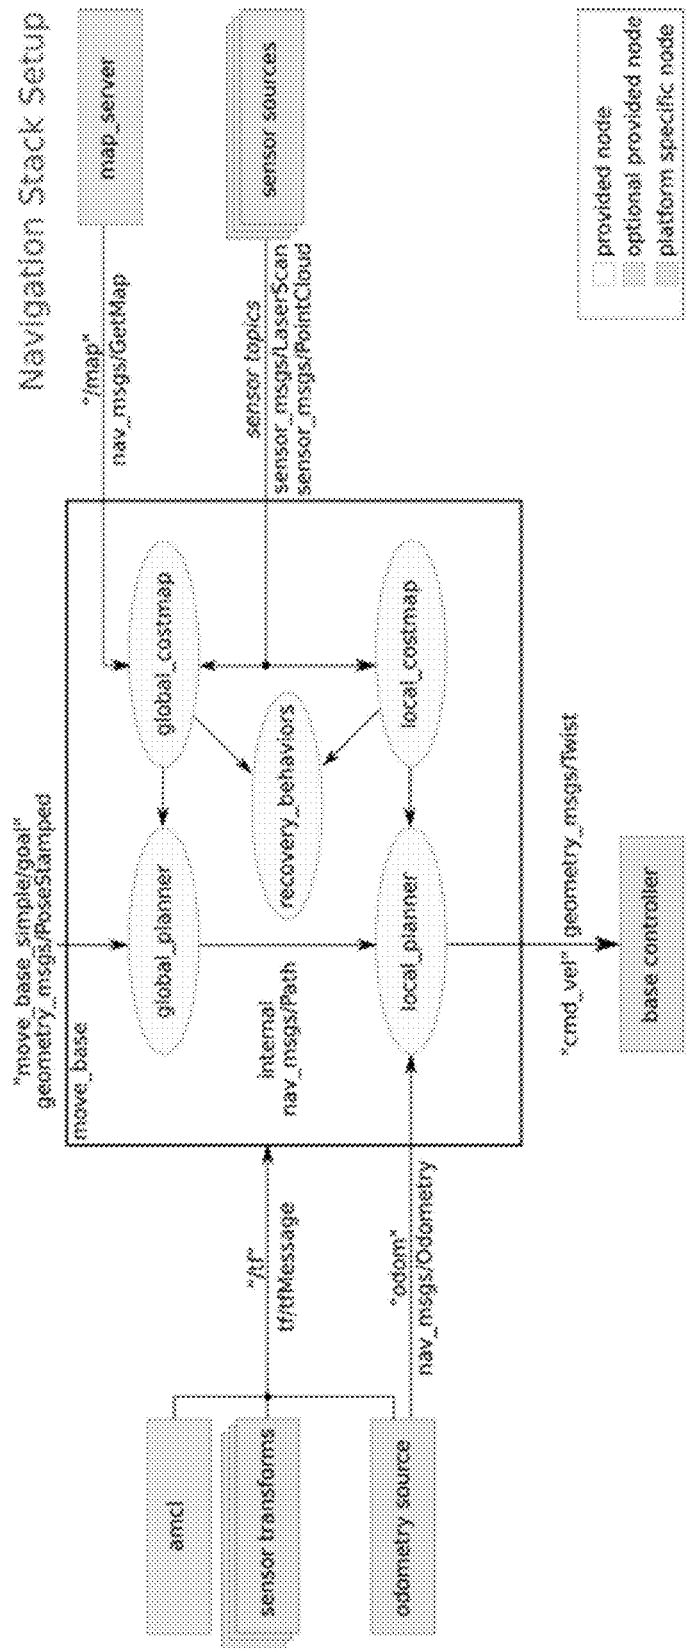 Navigation Stack Setup
"move_base_simple/goal"
geometry_msgs/PoseStamped
"/map"
nav_msgs/GetMap
move_base
amcl
global_planner
global_costmap
map_server
"/tf"
tf/tfMessage
internal
nav_msgs/Path
recovery_behaviors
sensor topics
sensor_msgs/LaserScan
sensor_msgs/PointCloud
sensor transforms
sensor sources
"odom"
nav_msgs/Odometry
odometry source
local_planner
local_costmap
"cmd_vel"
geometry_msgs/Twist
base controller
provided node
optional provided node
platform specific node